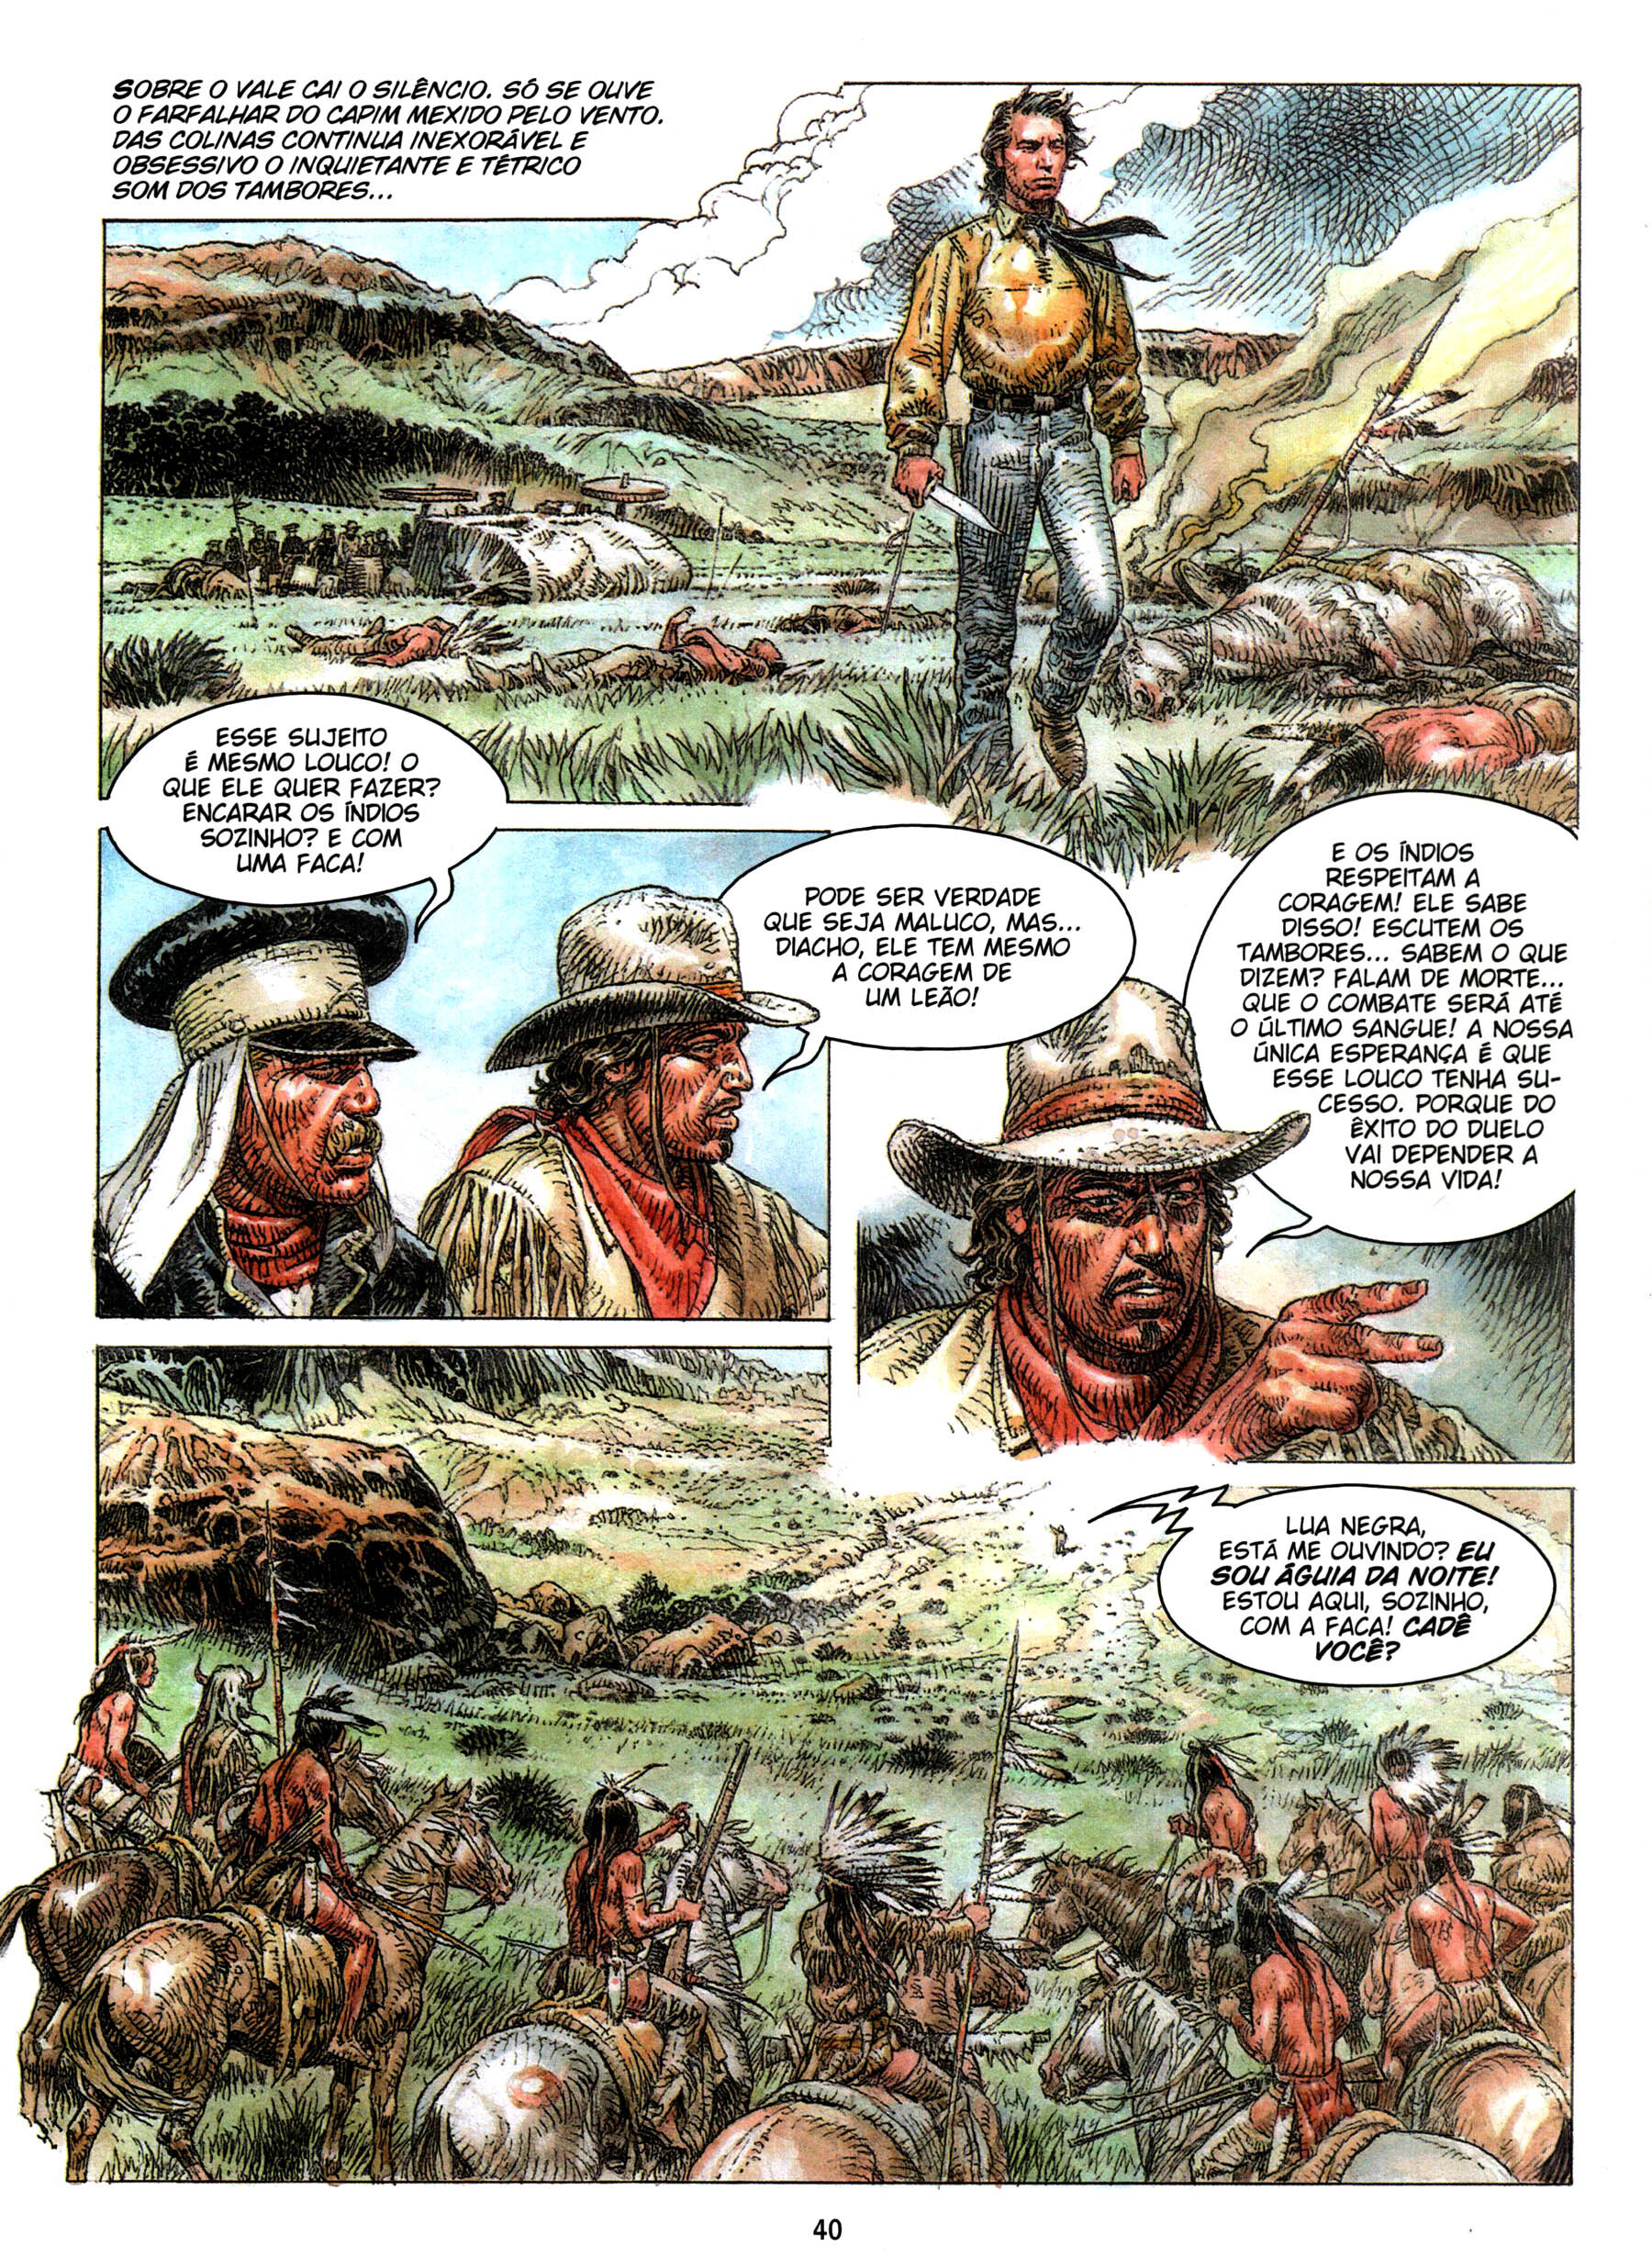 SOBRE O VALE CAI O SILÊNCIO. SÓ SE OUVE
O FARFALHAR DO CAPIM MEXIDO PELO VENTO.
DAS COLINAS CONTINUA INEXORÁVEL E
OBSESSIVO O INQUIETANTE E TÉTRICO
SOM DOS TAMBORES...
ESSE SUJEITO
É MESMO LOUCO! O
QUE ELE QUER FAZER?
ENCARAR OS ÍNDIOS
SOZINHO? E COM
UMA FACA!
PODE SER VERDADE
QUE SEJA MALUCO, MAS...
DIACHO, ELE TEM MESMO
A CORAGEM DE
UM LEÃO!
E OS ÍNDIOS
RESPEITAM A
CORAGEM! ELE SABE
DISSO! ESCUTEM OS
TAMBORES... SABEM O QUE
DIZEM? FALAM DE MORTE...
QUE O COMBATE SERÁ ATÉ
O ÚLTIMO SANGUE! A NOSSA
ÚNICA ESPERANÇA É QUE
ESSE LOUCO TENHA SU-
CESSO. PORQUE DO
ÊXITO DO DUELO
VAI DEPENDER A
NOSSA VIDA!
LUA NEGRA,
ESTÁ ME OUVINDO? EU
SOU ÁGUIA DA NOITE!
ESTOU AQUI, SOZINHO,
COM A FACA! CADÊ
VOCÊ?
40